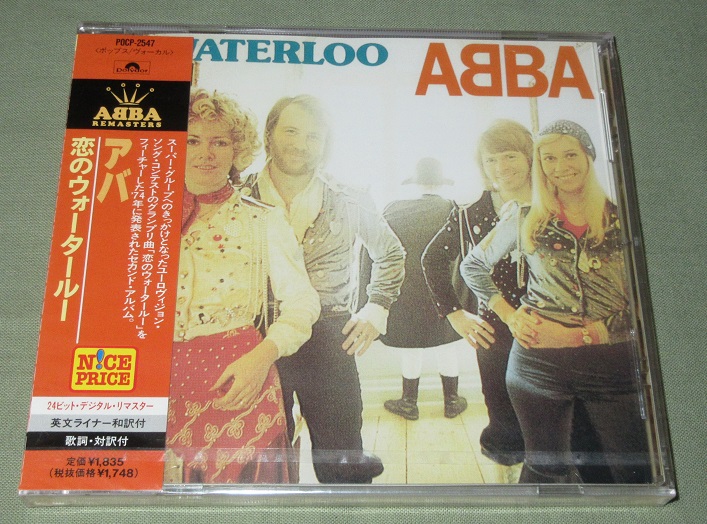 POCP-2547
〈ポップス/ヴォーカル〉
Polydor
ABBA
REMASTERS
アバ
恋のウォータールー
N!CE
PRICE
24ビット・デジタル・リマスター
英文ライナー和訳付
歌詞・対訳付
定価¥1,835
(税抜価格¥1,748)
WATERLOO
ABBA
スーパー・グループへのきっかけとなったユーロヴィジョン・
ソング・コンテストのグランプリ曲「恋のウォータールー」を
フィーチャーした'74年に発表されたセカンド・アルバム。